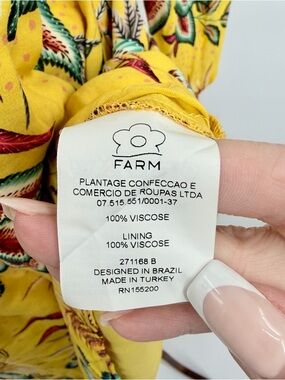 FARM
PLANTAGE CONFECCAO E
COMERCIO DE ROUPAS LTDA
07 515.551/0001-37
100% VISCOSE
LINING
100% VISCOSE
271168 B
DESIGNED IN BRAZIL
MADE IN TURKEY
RN155200